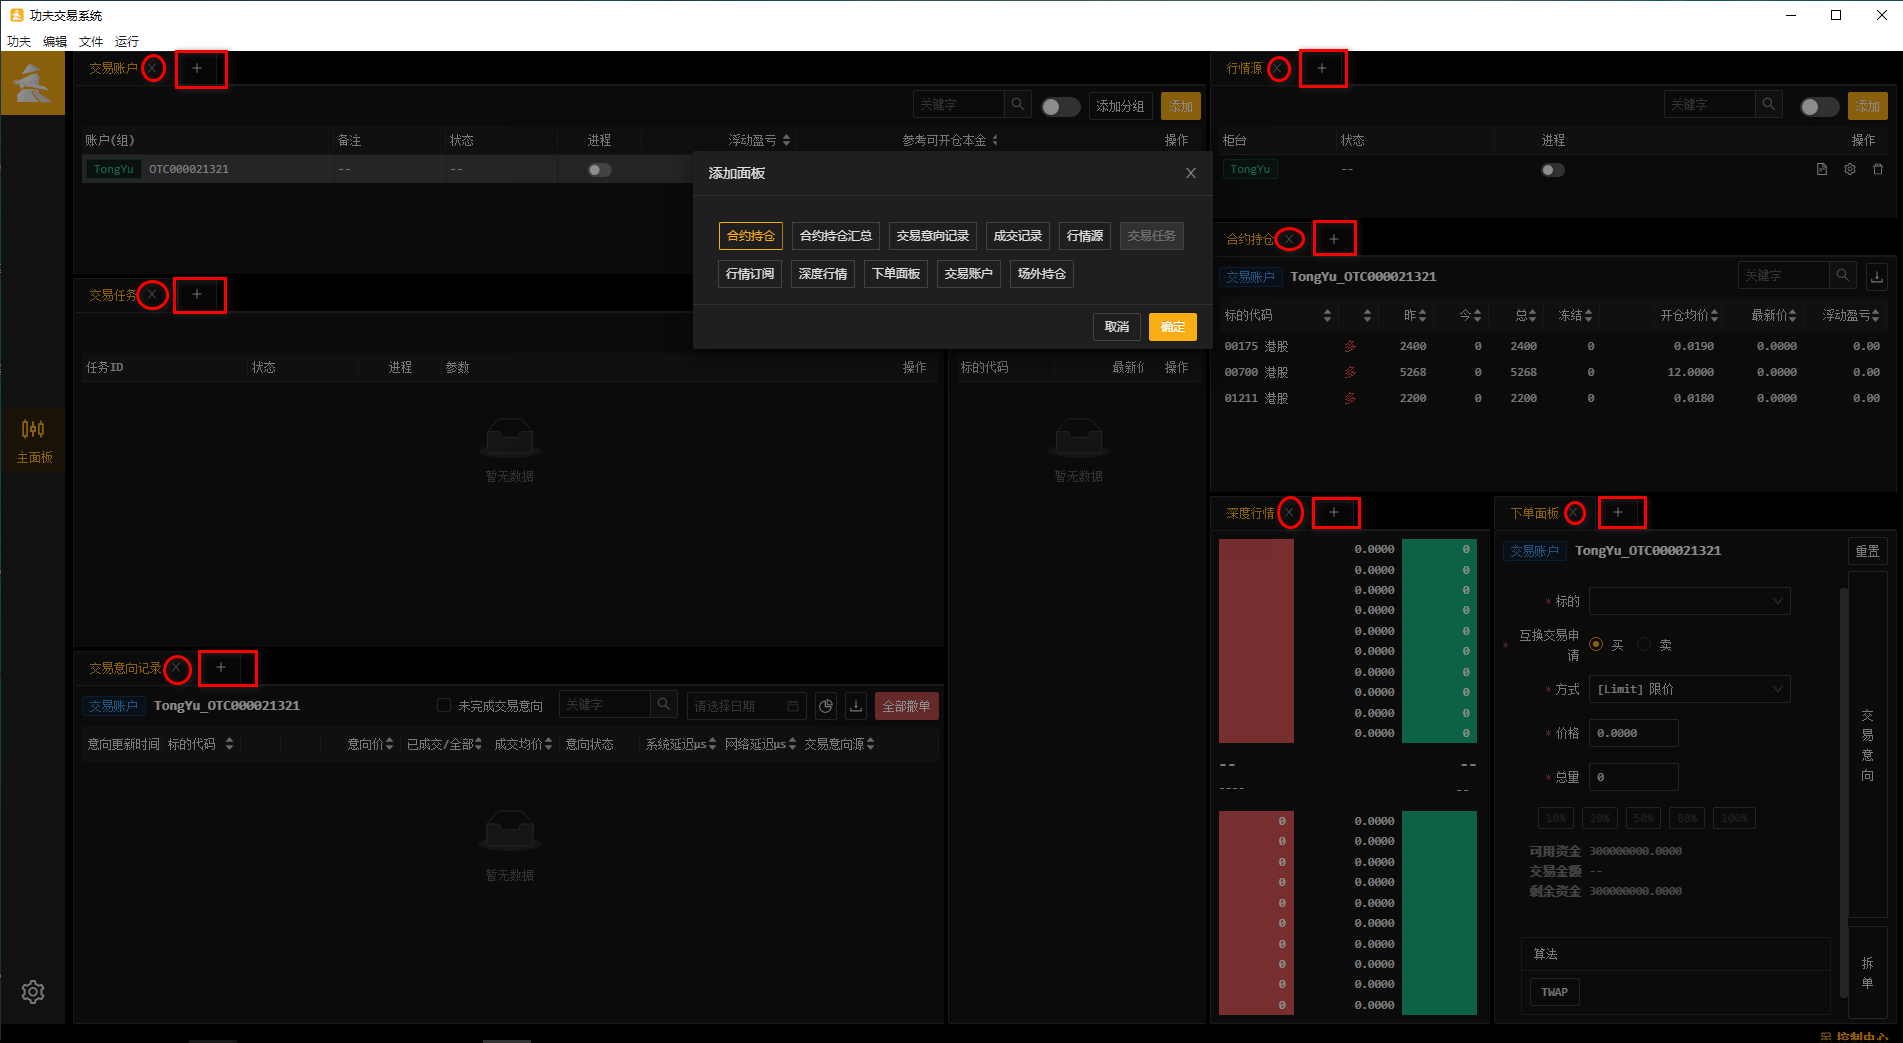 功夫交易系统
功夫 编辑 文件 运行
主面板
交易账户 X +
关键字 添加分组 添加
账户(组) 备注 状态 进程 浮动盈亏 参考可开仓本金 操作
TongYu OTC000021321 -- --
添加面板
合约持仓 合约持仓汇总 交易意向记录 成交记录 行情源 交易任务
行情订阅 深度行情 下单面板 交易账户 场外持仓
取消 确定
交易任务 X +
任务ID 状态 进程 参数 操作
暂无数据
标的代码 最新价 操作
暂无数据
交易意向记录 X +
交易账户 TongYu_OTC000021321 未完成交易意向 关键字 请选择日期 全部撤单
意向更新时间 标的代码 意向价 已成交/全部 成交均价 意向状态 系统延迟μs 网络延迟μs 交易意向源
暂无数据
行情源 X +
关键字 添加
柜台 状态 进程 操作
TongYu --
合约持仓 X +
交易账户 TongYu_OTC000021321 关键字
标的代码 昨 今 总 冻结 开仓均价 最新价 浮动盈亏
00175 港股 多 2400 0 2400 0 0.0190 0.0000 0.00
00700 港股 多 5268 0 5268 0 12.0000 0.0000 0.00
01211 港股 多 2200 0 2200 0 0.0180 0.0000 0.00
深度行情 X +
0.0000 0
0.0000 0
0.0000 0
0.0000 0
0.0000 0
0.0000 0
0.0000 0
0.0000 0
0.0000 0
0.0000 0
-- --
---- --
0 0.0000
0 0.0000
0 0.0000
0 0.0000
0 0.0000
0 0.0000
0 0.0000
0 0.0000
0 0.0000
0 0.0000
下单面板 X +
交易账户 TongYu_OTC000021321 重置
* 标的
* 互换交易申请 买 卖
* 方式 [Limit] 限价
* 价格 0.0000
* 总量 0
10% 20% 50% 80% 100%
可用资金 300000000.0000
交易金额 --
剩余资金 300000000.0000
算法
TWAP
交易意向
拆单
控制中心